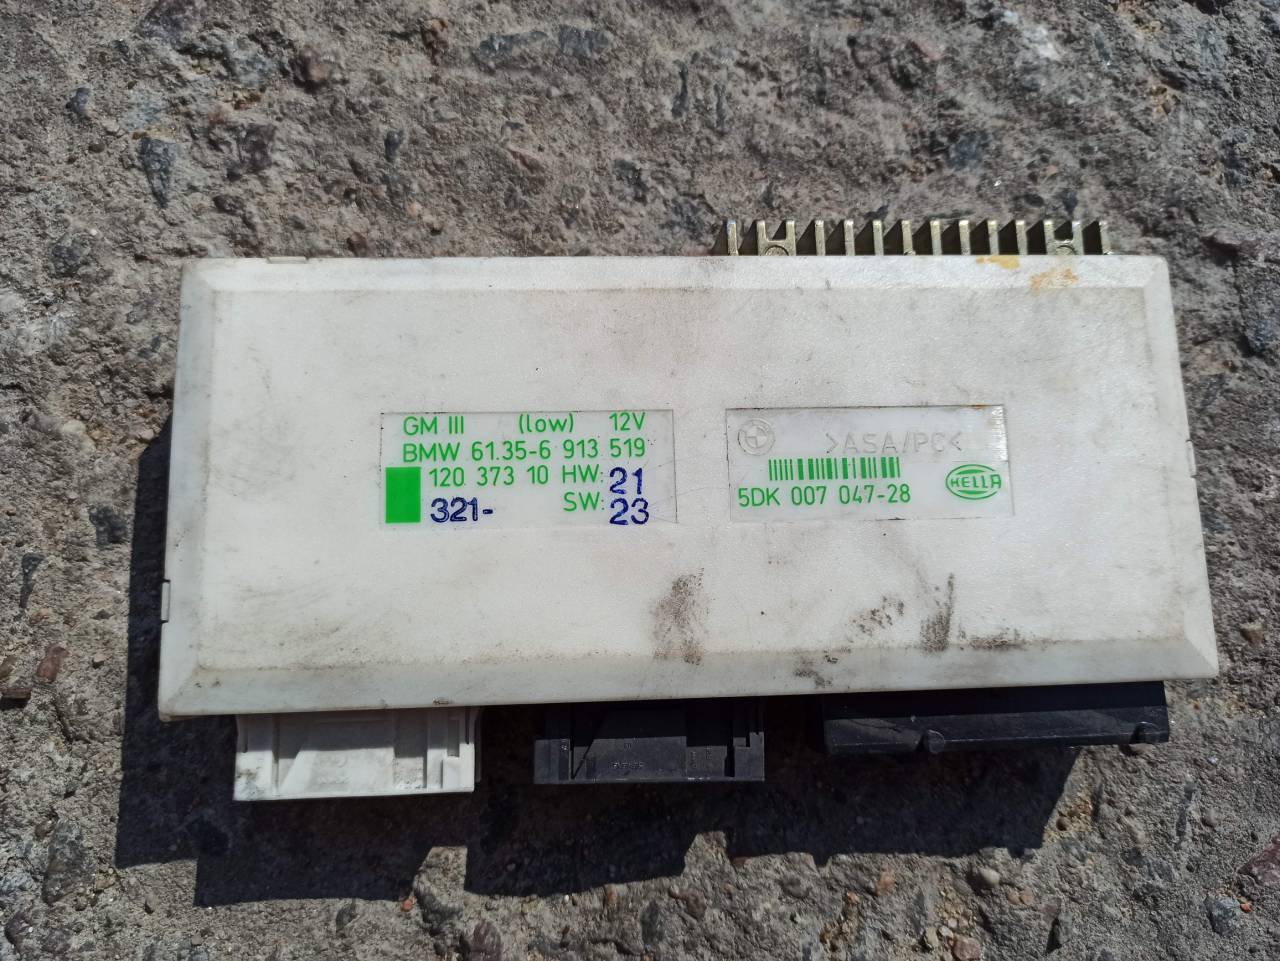 GM III (low) 12V
BMW 61.35-6 913 519
120 373 10 HW: 21
321- SW: 23
>ASA/PC<
5DK 007 047-28
HELLA